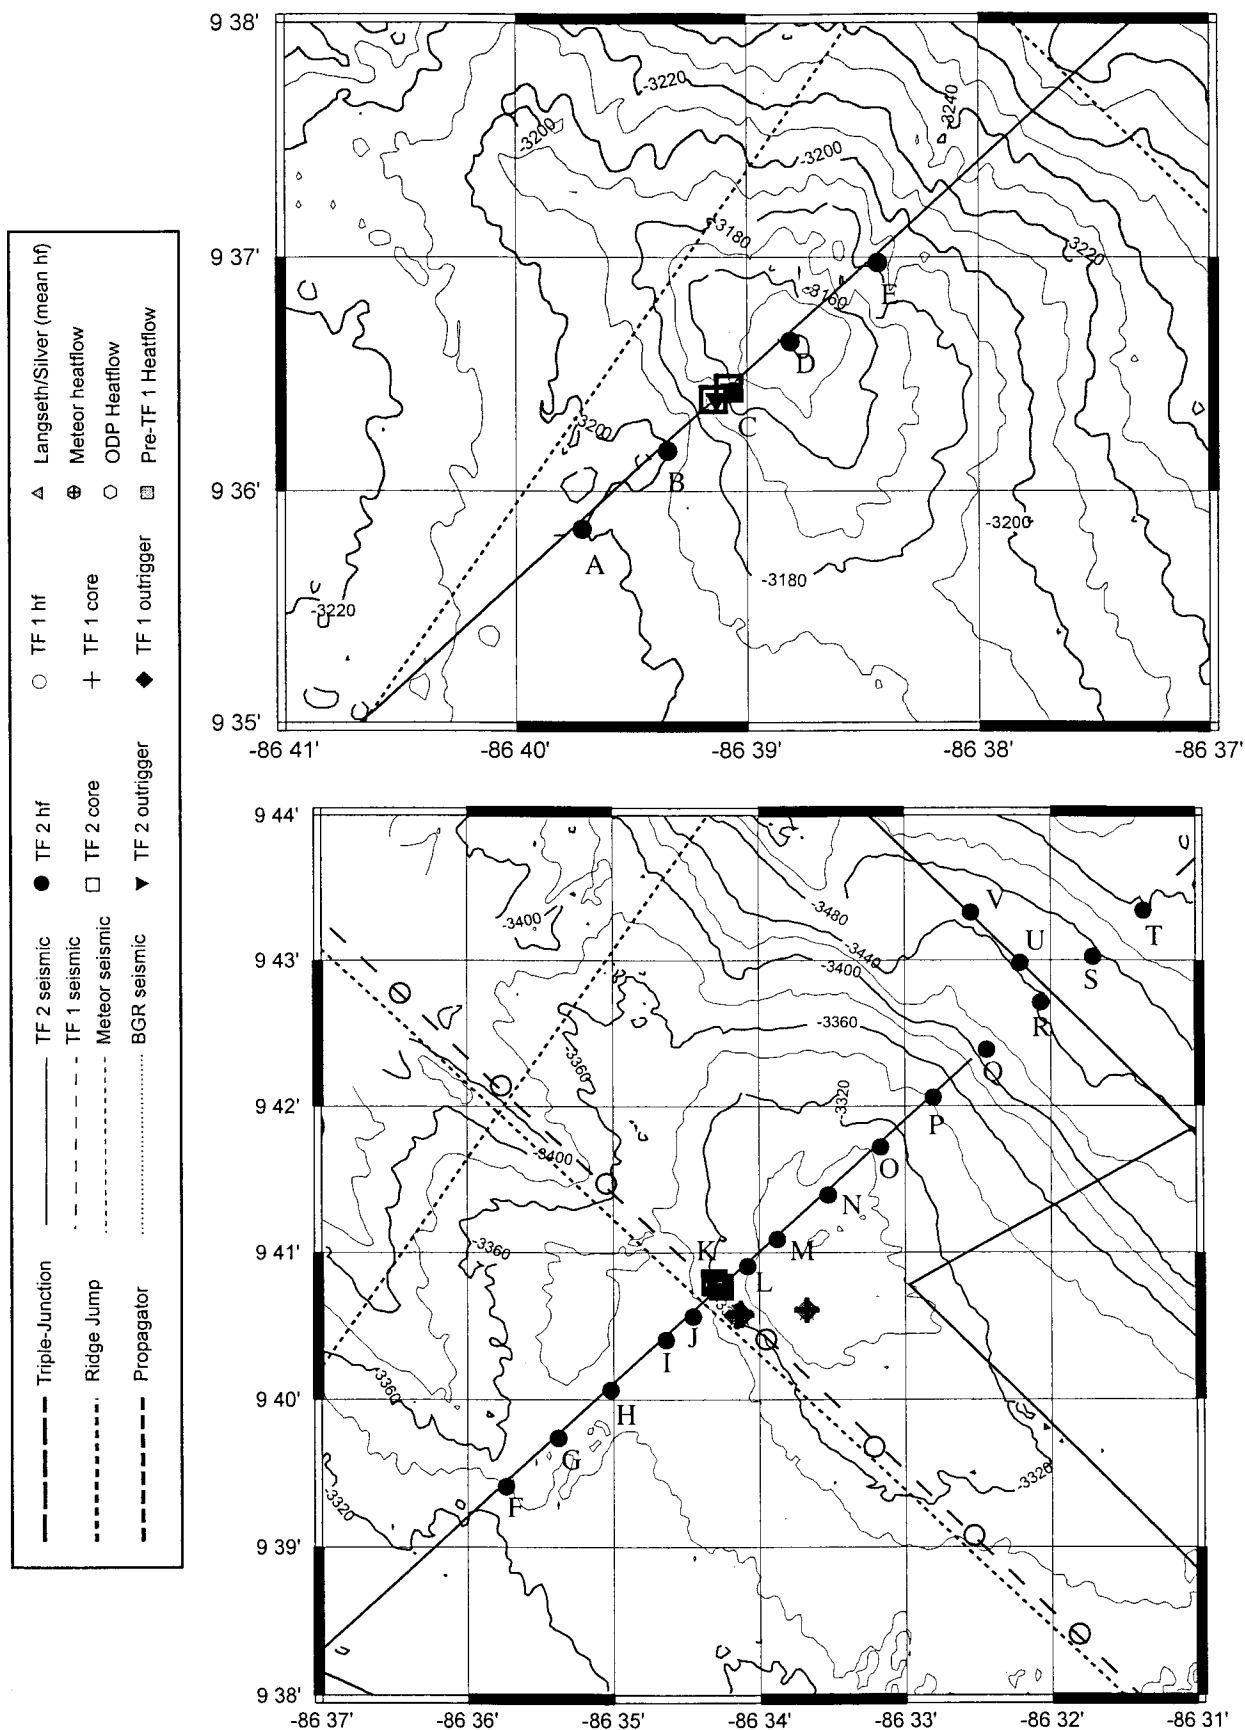 Triple-Junction
Ridge Jump
Propagator
TF 2 seismic
TF 1 seismic
Meteor seismic
BGR seismic
TF 2 hf
TF 2 core
TF 2 outrigger
TF 1 hf
TF 1 core
TF 1 outrigger
Langseth/Silver (mean hf)
Meteor heatflow
ODP Heatflow
Pre-TF 1 Heatflow
9 38'
9 37'
9 36'
9 35'
-86 41'
-86 40'
-86 39'
-86 38'
-86 37'
-3220
-3240
-3200
-3200
-3180
-3220
-3160
E
D
C
-3200
B
A
-3200
-3180
-3220
9 44'
9 43'
9 42'
9 41'
9 40'
9 39'
9 38'
-86 37'
-86 36'
-86 35'
-86 34'
-86 33'
-86 32'
-86 31'
-3400
-3480
-3440
-3400
V
U
T
S
R
-3360
-3360
Q
-3320
P
-3400
O
N
-3360
K
M
L
J
I
-3360
H
G
F
-3320
-3320